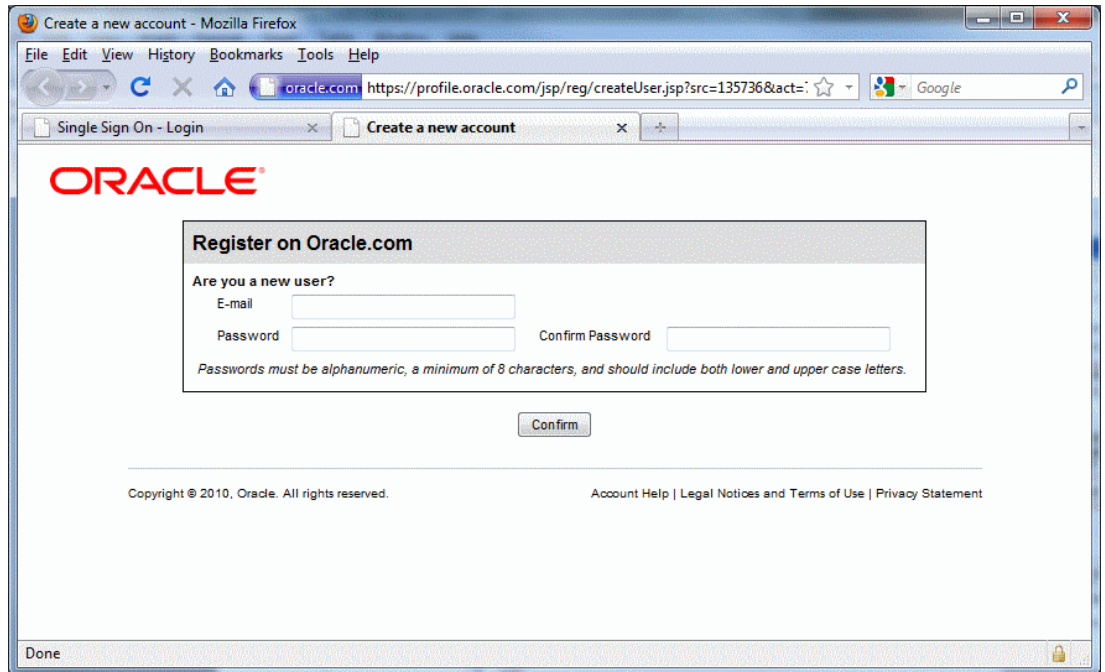 Create a new account - Mozilla Firefox
File Edit View History Bookmarks Tools Help
oracle.com https://profile.oracle.com/jsp/reg/createUser.jsp?src=135736&act= Google
Single Sign On - Login Create a new account
ORACLE®
Register on Oracle.com
Are you a new user?
E-mail
Password Confirm Password
Passwords must be alphanumeric, a minimum of 8 characters, and should include both lower and upper case letters.
Confirm
Copyright © 2010, Oracle. All rights reserved. Account Help | Legal Notices and Terms of Use | Privacy Statement
Done